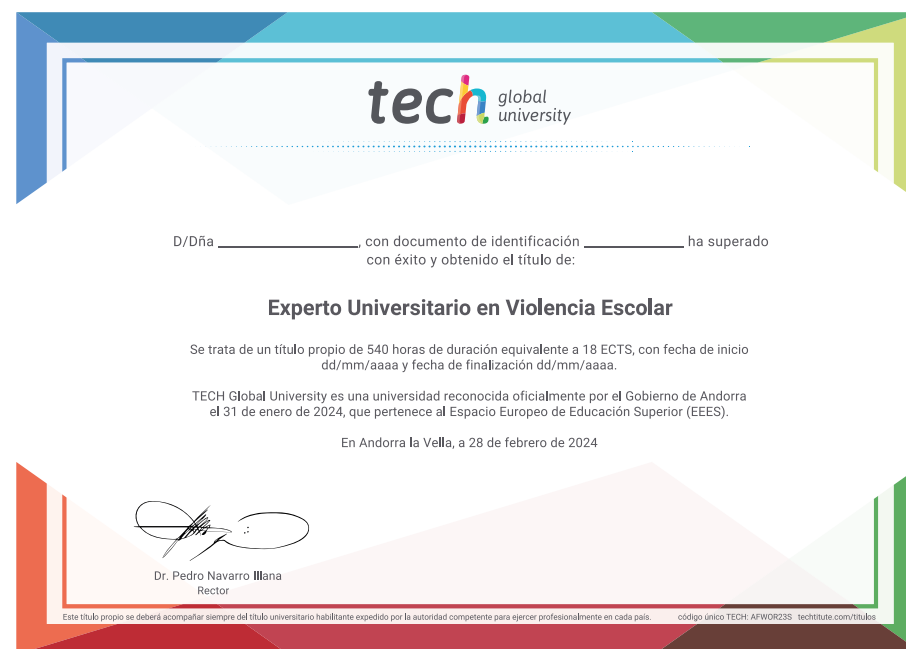 tech global university
D/Dña ____________________, con documento de identificación ______________ ha superado
con éxito y obtenido el título de:
Experto Universitario en Violencia Escolar
Se trata de un título propio de 540 horas de duración equivalente a 18 ECTS, con fecha de inicio
dd/mm/aaaa y fecha de finalización dd/mm/aaaa.
TECH Global University es una universidad reconocida oficialmente por el Gobierno de Andorra
el 31 de enero de 2024, que pertenece al Espacio Europeo de Educación Superior (EEES).
En Andorra la Vella, a 28 de febrero de 2024
Dr. Pedro Navarro Illana
Rector
Este título propio se deberá acompañar siempre del título universitario habilitante expedido por la autoridad competente para ejercer profesionalmente en cada país. código único TECH: AFWOR23S techtitute.com/titulos